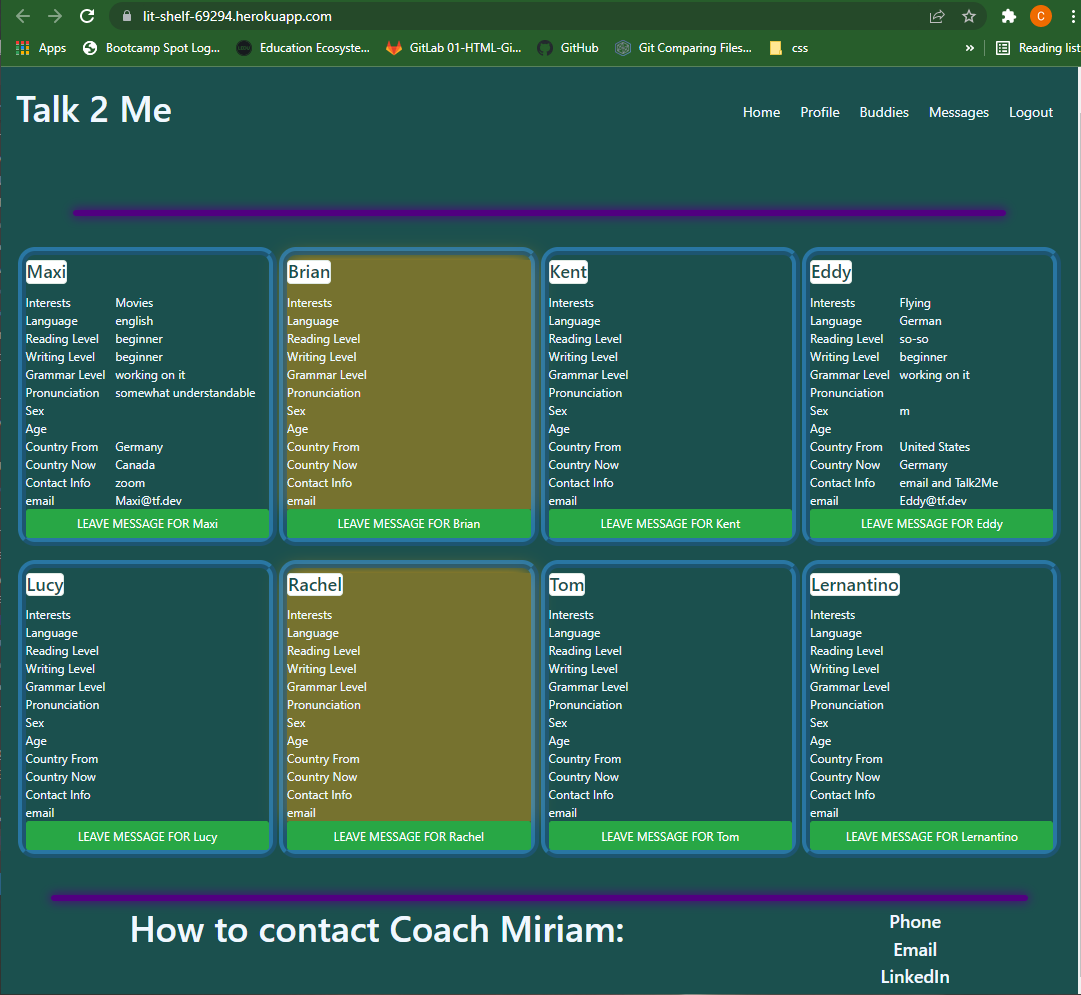 lit-shelf-69294.herokuapp.com
Apps Bootcamp Spot Log... Education Ecosyste... GitLab 01-HTML-Gi... GitHub Git Comparing Files... css » Reading list
C
Talk 2 Me
Home Profile Buddies Messages Logout
Maxi
Interests Movies
Language english
Reading Level beginner
Writing Level beginner
Grammar Level working on it
Pronunciation somewhat understandable
Sex
Age
Country From Germany
Country Now Canada
Contact Info zoom
email Maxi@tf.dev
LEAVE MESSAGE FOR Maxi
Brian
Interests
Language
Reading Level
Writing Level
Grammar Level
Pronunciation
Sex
Age
Country From
Country Now
Contact Info
email
LEAVE MESSAGE FOR Brian
Kent
Interests
Language
Reading Level
Writing Level
Grammar Level
Pronunciation
Sex
Age
Country From
Country Now
Contact Info
email
LEAVE MESSAGE FOR Kent
Eddy
Interests Flying
Language German
Reading Level so-so
Writing Level beginner
Grammar Level working on it
Pronunciation
Sex m
Age
Country From United States
Country Now Germany
Contact Info email and Talk2Me
email Eddy@tf.dev
LEAVE MESSAGE FOR Eddy
Lucy
Interests
Language
Reading Level
Writing Level
Grammar Level
Pronunciation
Sex
Age
Country From
Country Now
Contact Info
email
LEAVE MESSAGE FOR Lucy
Rachel
Interests
Language
Reading Level
Writing Level
Grammar Level
Pronunciation
Sex
Age
Country From
Country Now
Contact Info
email
LEAVE MESSAGE FOR Rachel
Tom
Interests
Language
Reading Level
Writing Level
Grammar Level
Pronunciation
Sex
Age
Country From
Country Now
Contact Info
email
LEAVE MESSAGE FOR Tom
Lernantino
Interests
Language
Reading Level
Writing Level
Grammar Level
Pronunciation
Sex
Age
Country From
Country Now
Contact Info
email
LEAVE MESSAGE FOR Lernantino
How to contact Coach Miriam:
Phone
Email
LinkedIn